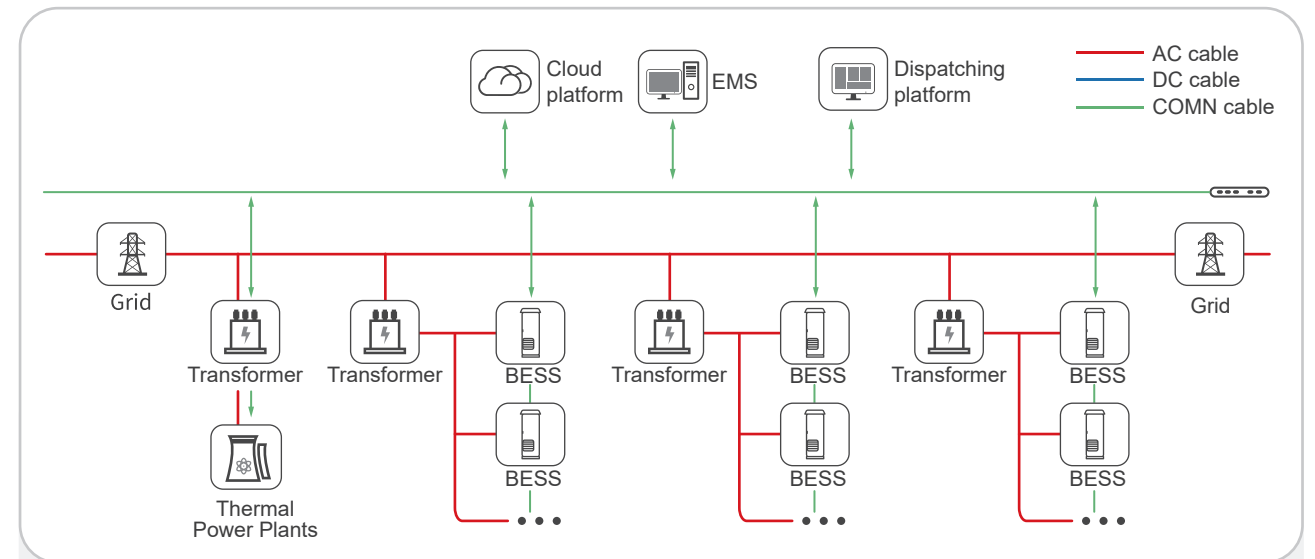 Cloud
platform
EMS
Dispatching
platform
AC cable
DC cable
COMN cable
Grid
Grid
Transformer
Transformer
BESS
Transformer
BESS
Transformer
BESS
BESS
BESS
BESS
Thermal
Power Plants